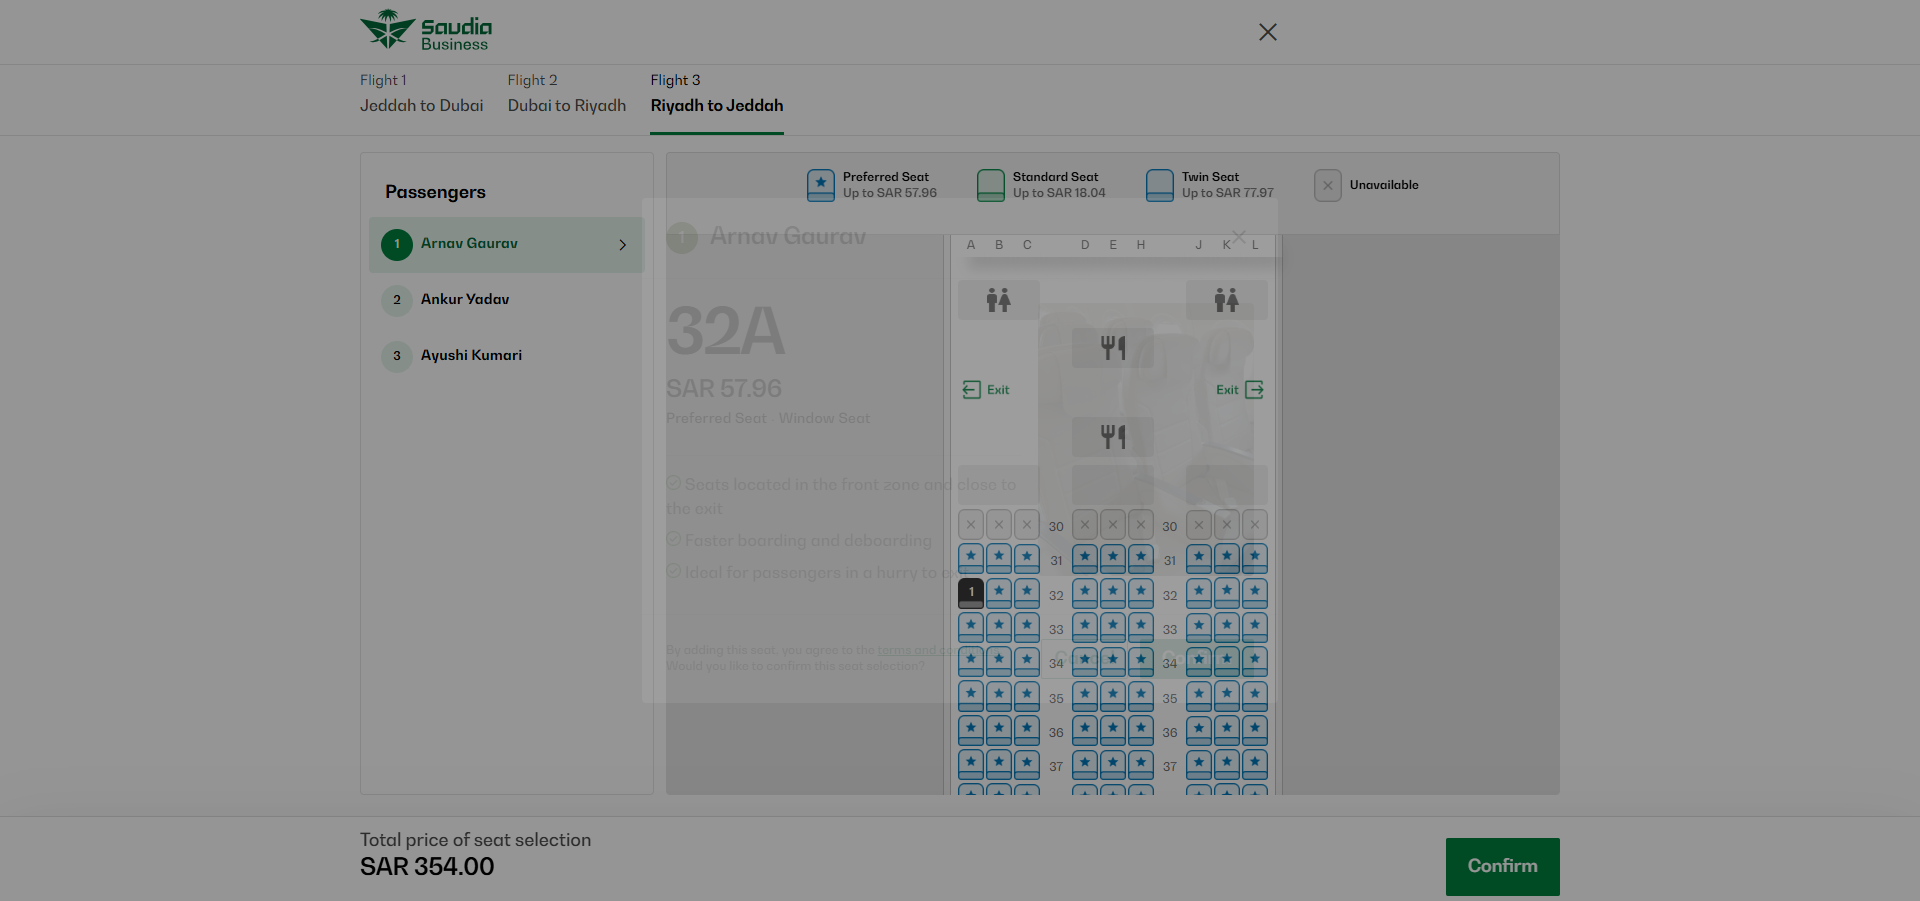 Saudia
Business
Flight 1
Jeddah to Dubai
Flight 2
Dubai to Riyadh
Flight 3
Riyadh to Jeddah
Passengers
1 Arnav Gaurav
2 Ankur Yadav
3 Ayushi Kumari
Preferred Seat
Up to SAR 57.96
Standard Seat
Up to SAR 18.04
Twin Seat
Up to SAR 77.97
Unavailable
1 Arnav Gaurav
32A
SAR 57.96
Preferred Seat - Window Seat
Seats located in the front zone and close to
the exit
Faster boarding and deboarding
Ideal for passengers in a hurry to
By adding this seat, you agree to the terms and
Would you like to confirm this seat selection?
A B C D E H J K L
Exit Exit
30 30
31 31
1 32 32
33 33
34 34
35 35
36 36
37 37
Total price of seat selection
SAR 354.00
Confirm